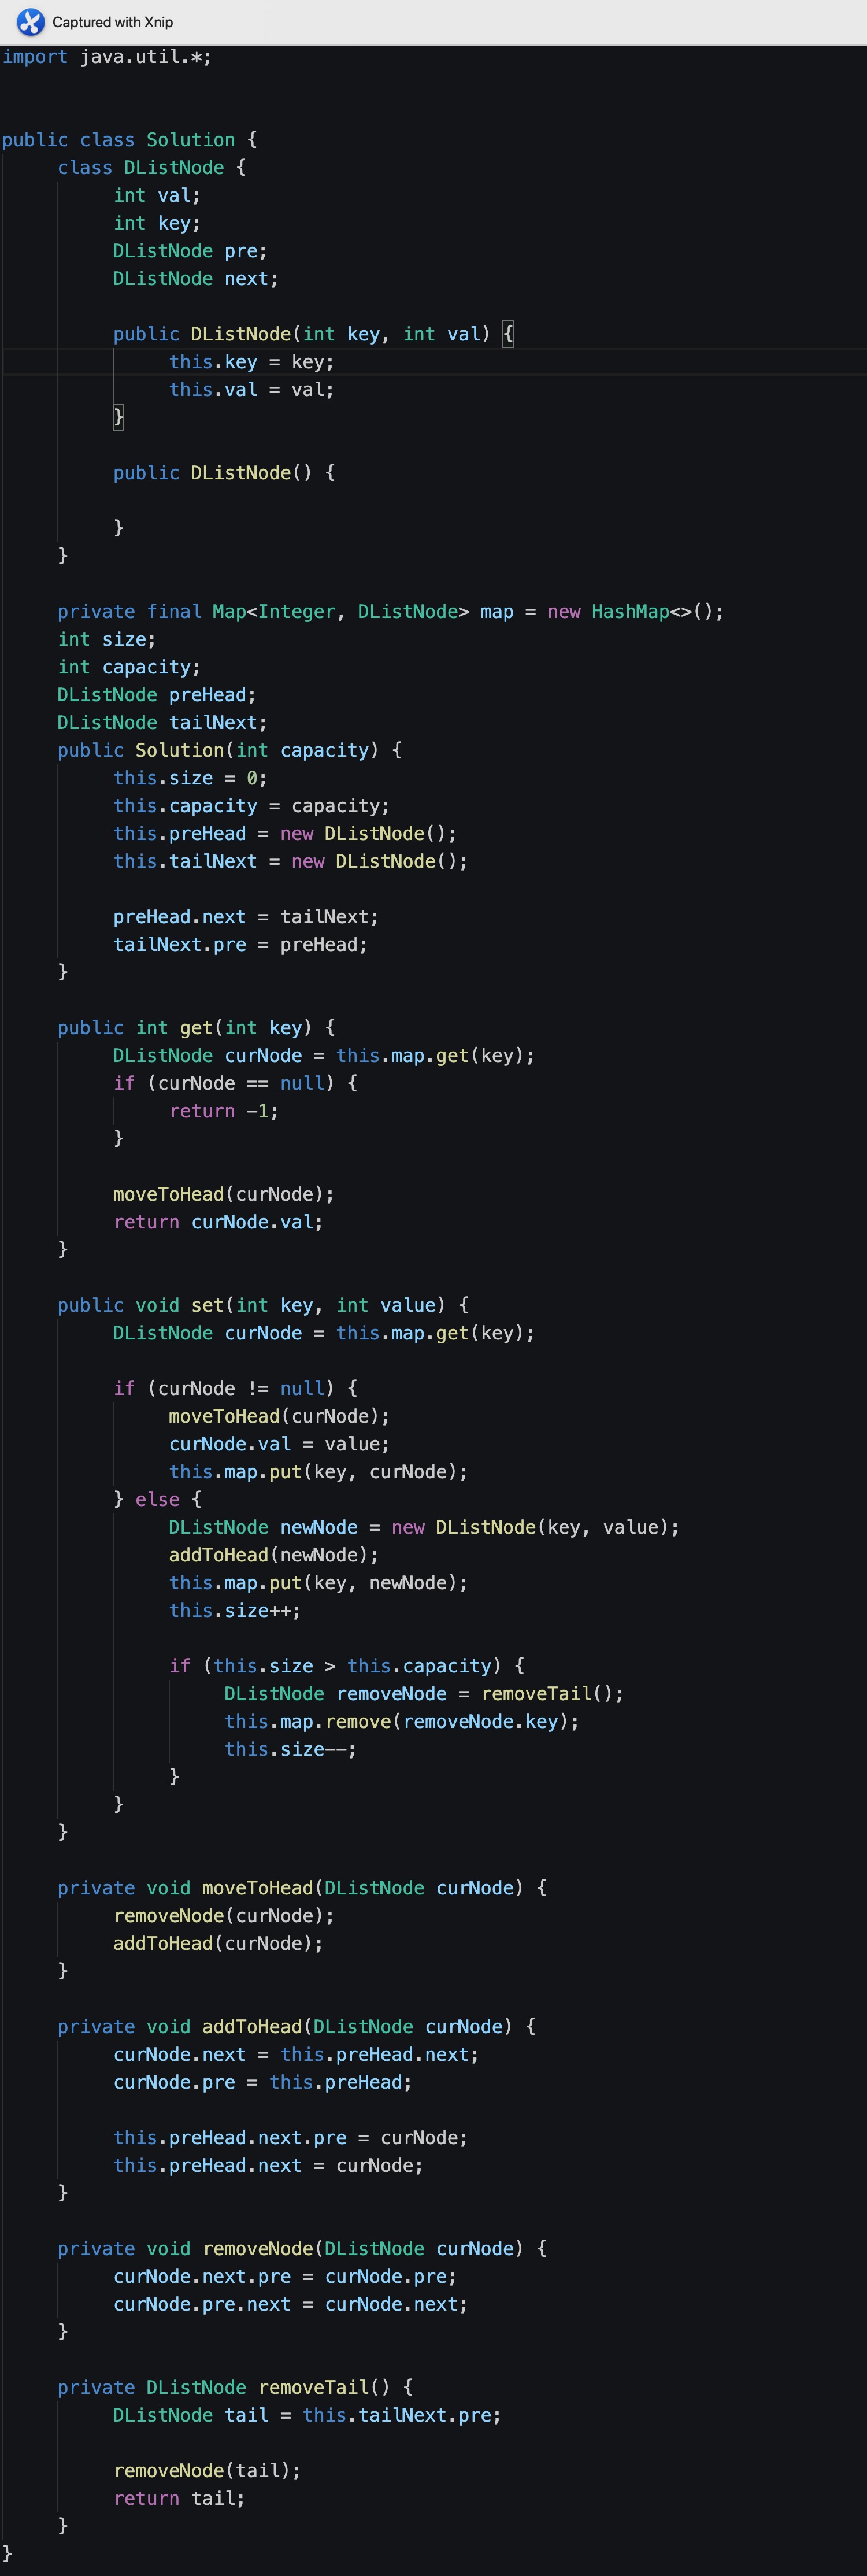 Captured with Xnip
import java.util.*;
public class Solution {
class DListNode {
int val;
int key;
DListNode pre;
DListNode next;
public DListNode(int key, int val) {
this.key = key;
this.val = val;
}
public DListNode() {
}
}
private final Map<Integer, DListNode> map = new HashMap<>();
int size;
int capacity;
DListNode preHead;
DListNode tailNext;
public Solution(int capacity) {
this.size = 0;
this.capacity = capacity;
this.preHead = new DListNode();
this.tailNext = new DListNode();
preHead.next = tailNext;
tailNext.pre = preHead;
}
public int get(int key) {
DListNode curNode = this.map.get(key);
if (curNode == null) {
return -1;
}
moveToHead(curNode);
return curNode.val;
}
public void set(int key, int value) {
DListNode curNode = this.map.get(key);
if (curNode != null) {
moveToHead(curNode);
curNode.val = value;
this.map.put(key, curNode);
} else {
DListNode newNode = new DListNode(key, value);
addToHead(newNode);
this.map.put(key, newNode);
this.size++;
if (this.size > this.capacity) {
DListNode removeNode = removeTail();
this.map.remove(removeNode.key);
this.size--;
}
}
}
private void moveToHead(DListNode curNode) {
removeNode(curNode);
addToHead(curNode);
}
private void addToHead(DListNode curNode) {
curNode.next = this.preHead.next;
curNode.pre = this.preHead;
this.preHead.next.pre = curNode;
this.preHead.next = curNode;
}
private void removeNode(DListNode curNode) {
curNode.next.pre = curNode.pre;
curNode.pre.next = curNode.next;
}
private DListNode removeTail() {
DListNode tail = this.tailNext.pre;
removeNode(tail);
return tail;
}
}